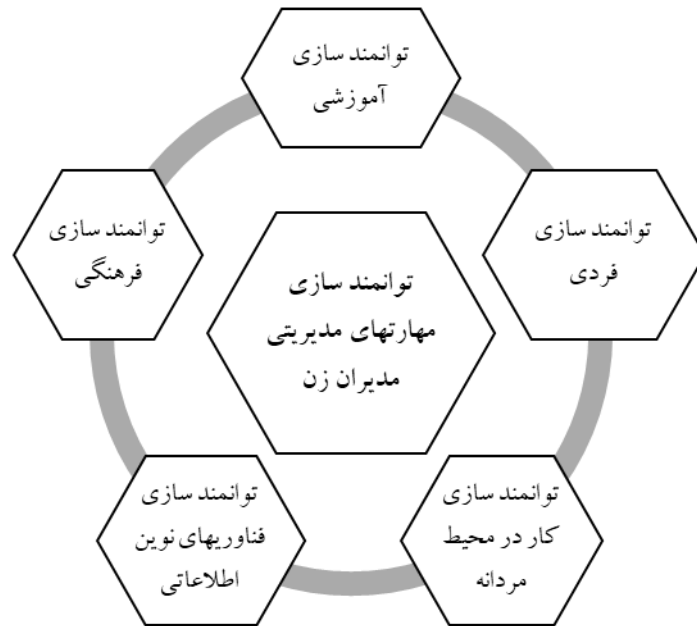 توانمند سازی
آموزشی
توانمند سازی
فردی
توانمند سازی
کار در محیط
مردانه
توانمند سازی
فناوریهای نوین
اطلاعاتی
توانمند سازی
فرهنگی
توانمند سازی
مهارتهای مدیریتی
مدیران زن